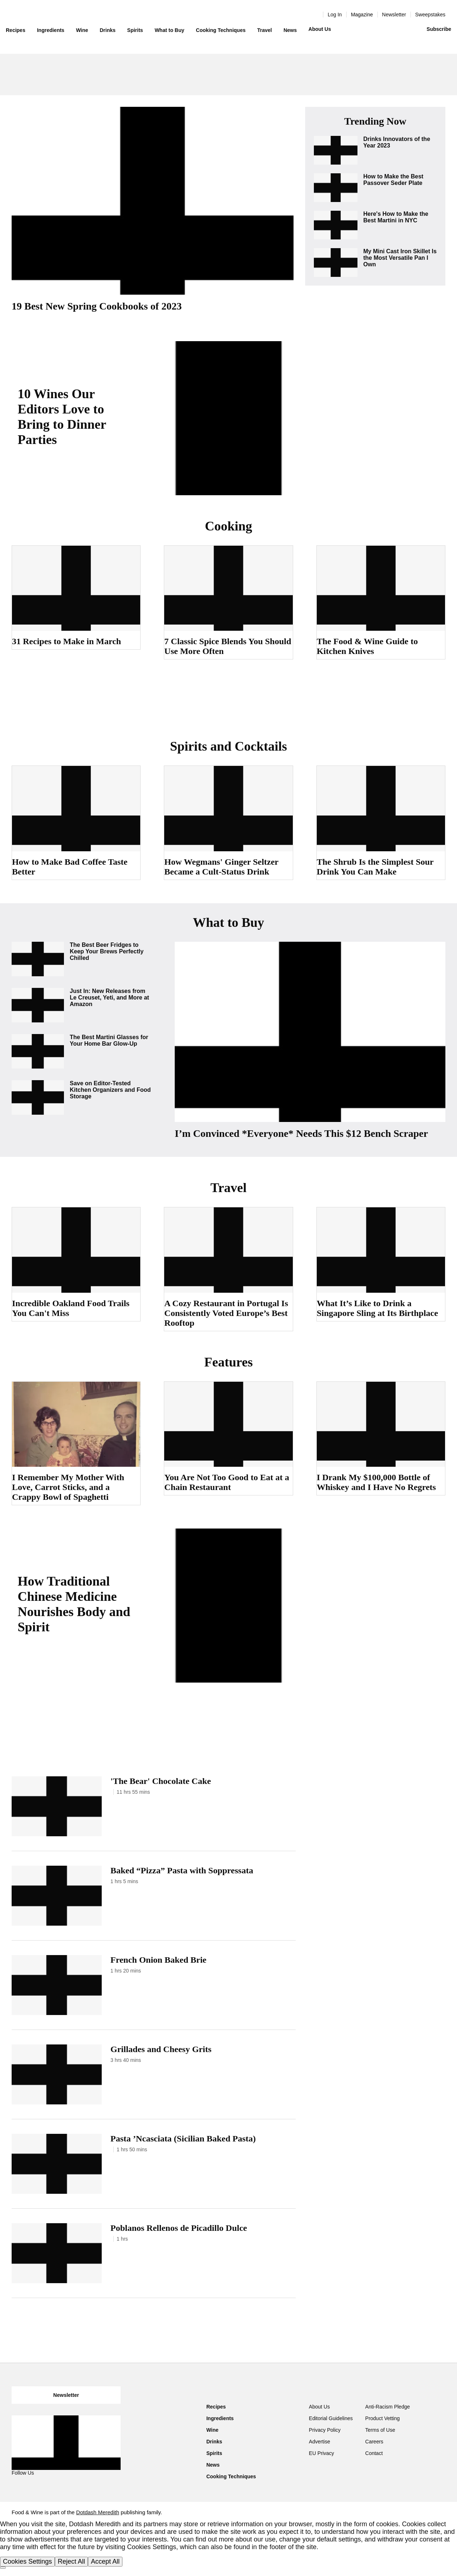 Log In
Magazine
Newsletter
Sweepstakes
Recipes
Ingredients
Wine
Drinks
Spirits
What to Buy
Cooking Techniques
Travel
News
About Us
Subscribe
19 Best New Spring Cookbooks of 2023
Trending Now
Drinks Innovators of the
Year 2023
How to Make the Best
Passover Seder Plate
Here's How to Make the
Best Martini in NYC
My Mini Cast Iron Skillet Is
the Most Versatile Pan I
Own
10 Wines Our
Editors Love to
Bring to Dinner
Parties
Cooking
31 Recipes to Make in March
7 Classic Spice Blends You Should
Use More Often
The Food & Wine Guide to
Kitchen Knives
Spirits and Cocktails
How to Make Bad Coffee Taste
Better
How Wegmans' Ginger Seltzer
Became a Cult-Status Drink
The Shrub Is the Simplest Sour
Drink You Can Make
What to Buy
The Best Beer Fridges to
Keep Your Brews Perfectly
Chilled
Just In: New Releases from
Le Creuset, Yeti, and More at
Amazon
The Best Martini Glasses for
Your Home Bar Glow-Up
Save on Editor-Tested
Kitchen Organizers and Food
Storage
I’m Convinced *Everyone* Needs This $12 Bench Scraper
Travel
Incredible Oakland Food Trails
You Can't Miss
A Cozy Restaurant in Portugal Is
Consistently Voted Europe’s Best
Rooftop
What It’s Like to Drink a
Singapore Sling at Its Birthplace
Features
I Remember My Mother With
Love, Carrot Sticks, and a
Crappy Bowl of Spaghetti
You Are Not Too Good to Eat at a
Chain Restaurant
I Drank My $100,000 Bottle of
Whiskey and I Have No Regrets
How Traditional
Chinese Medicine
Nourishes Body and
Spirit
'The Bear' Chocolate Cake
11 hrs 55 mins
Baked “Pizza” Pasta with Soppressata
1 hrs 5 mins
French Onion Baked Brie
1 hrs 20 mins
Grillades and Cheesy Grits
3 hrs 40 mins
Pasta ’Ncasciata (Sicilian Baked Pasta)
1 hrs 50 mins
Poblanos Rellenos de Picadillo Dulce
1 hrs
Newsletter
Follow Us
Recipes
Ingredients
Wine
Drinks
Spirits
News
Cooking Techniques
About Us
Editorial Guidelines
Privacy Policy
Advertise
EU Privacy
Anti-Racism Pledge
Product Vetting
Terms of Use
Careers
Contact
Food & Wine is part of the Dotdash Meredith publishing family.
When you visit the site, Dotdash Meredith and its partners may store or retrieve information on your browser, mostly in the form of cookies. Cookies collect
information about your preferences and your devices and are used to make the site work as you expect it to, to understand how you interact with the site, and
to show advertisements that are targeted to your interests. You can find out more about our use, change your default settings, and withdraw your consent at
any time with effect for the future by visiting Cookies Settings, which can also be found in the footer of the site.
Cookies Settings
Reject All
Accept All